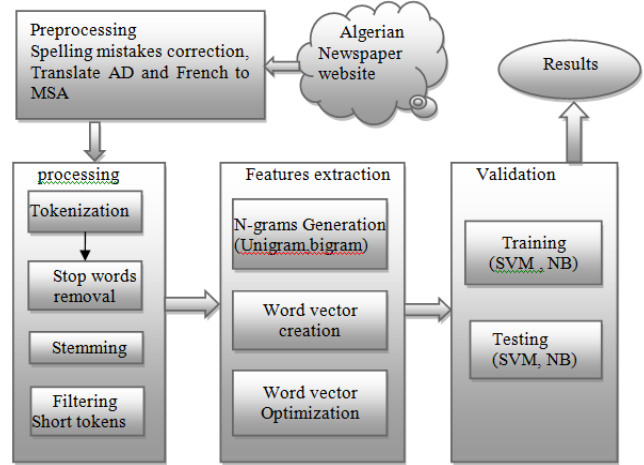 Preprocessing
Spelling mistakes correction,
Translate AD and French to
MSA
Algerian
Newspaper
website
Results
processing
Tokenization
Stop words
removal
Stemming
Filtering
Short tokens
Features extraction
N-grams Generation
(Unigram,bigram)
Word vector
creation
Word vector
Optimization
Validation
Training
(SVM , NB)
Testing
(SVM, NB)